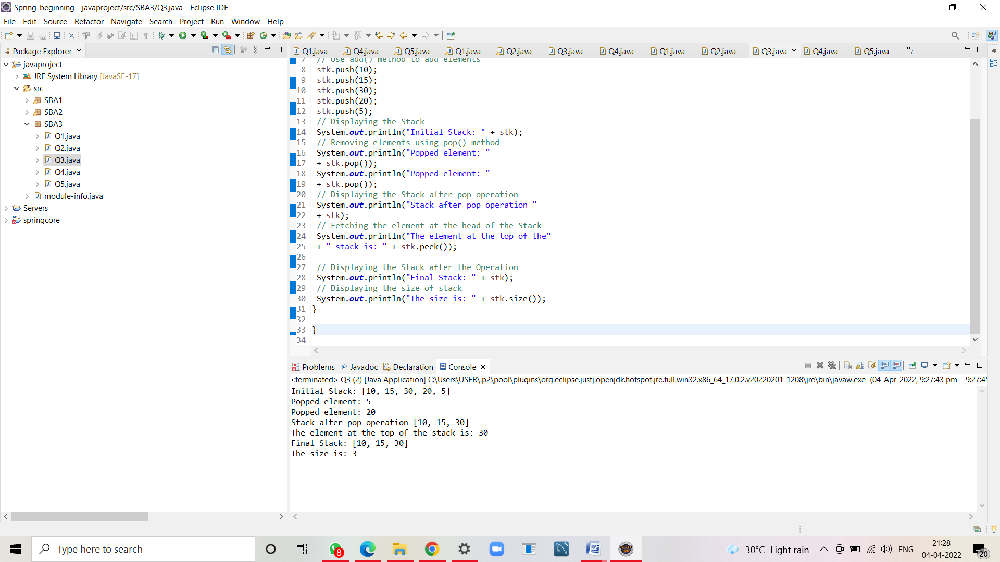 Spring_beginning - javaproject/src/SBA3/Q3.java - Eclipse IDE
File Edit Source Refactor Navigate Search Project Run Window Help
Package Explorer
javaproject
JRE System Library [JavaSE-17]
src
SBA1
SBA2
SBA3
Q1.java
Q2.java
Q3.java
Q4.java
Q5.java
module-info.java
Servers
springcore
Q1.java Q4.java Q5.java Q1.java Q2.java Q3.java Q4.java Q1.java Q2.java Q3.java Q4.java Q5.java »7
7 // Use add() method to add elements
8 stk.push(10);
9 stk.push(15);
10 stk.push(30);
11 stk.push(20);
12 stk.push(5);
13 // Displaying the Stack
14 System.out.println("Initial Stack: " + stk);
15 // Removing elements using pop() method
16 System.out.println("Popped element: "
17 + stk.pop());
18 System.out.println("Popped element: "
19 + stk.pop());
20 // Displaying the Stack after pop operation
21 System.out.println("Stack after pop operation "
22 + stk);
23 // Fetching the element at the head of the Stack
24 System.out.println("The element at the top of the"
25 + " stack is: " + stk.peek());
26
27 // Displaying the Stack after the Operation
28 System.out.println("Final Stack: " + stk);
29 // Displaying the size of stack
30 System.out.println("The size is: " + stk.size());
31 }
32
33 }
34
Problems @ Javadoc Declaration Console
<terminated> Q3 (2) [Java Application] C:\Users\USER\.p2\pool\plugins\org.eclipse.justj.openjdk.hotspot.jre.full.win32.x86_64_17.0.2.v20220201-1208\jre\bin\javaw.exe (04-Apr-2022, 9:27:43 pm – 9:27:45
Initial Stack: [10, 15, 30, 20, 5]
Popped element: 5
Popped element: 20
Stack after pop operation [10, 15, 30]
The element at the top of the stack is: 30
Final Stack: [10, 15, 30]
The size is: 3
Type here to search
8
30°C Light rain
ENG
21:28
04-04-2022
20